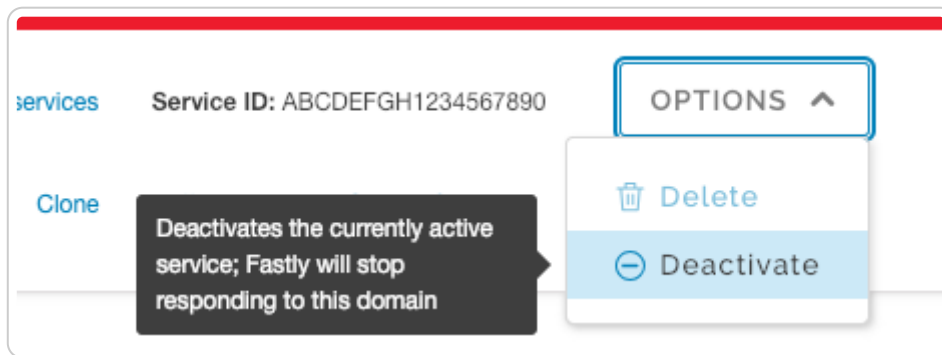 services
Service ID: ABCDEFGH1234567890
OPTIONS
Clone
Delete
Deactivates the currently active
service; Fastly will stop
responding to this domain
Deactivate